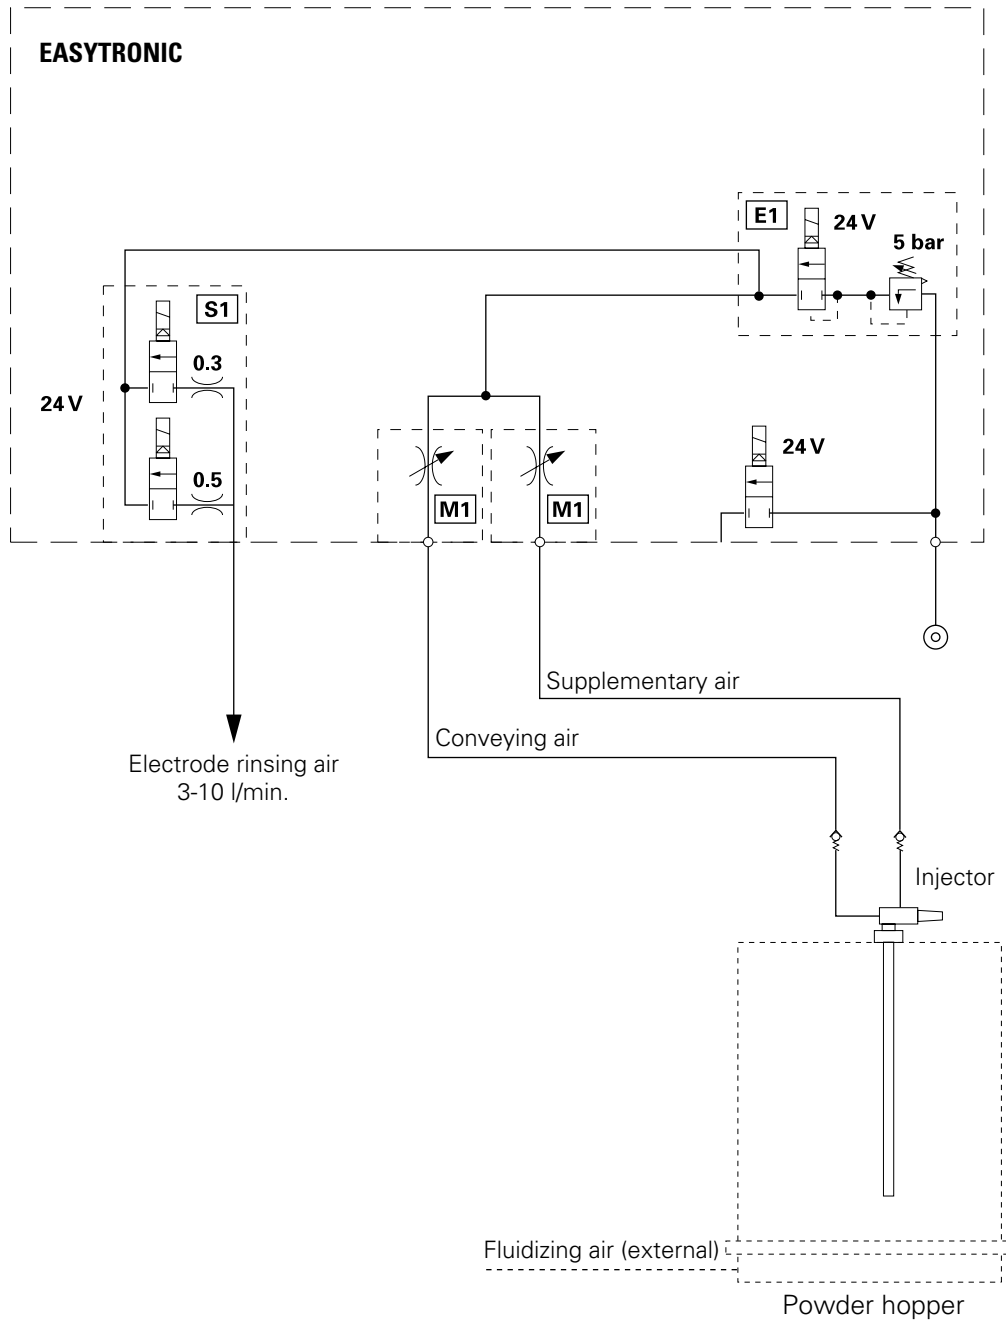 EASYTRONIC
E1
24 V
5 bar
S1
0.3
24 V
0.5
24 V
M1
M1
Supplementary air
Conveying air
Electrode rinsing air
3-10 l/min.
Injector
Fluidizing air (external)
Powder hopper